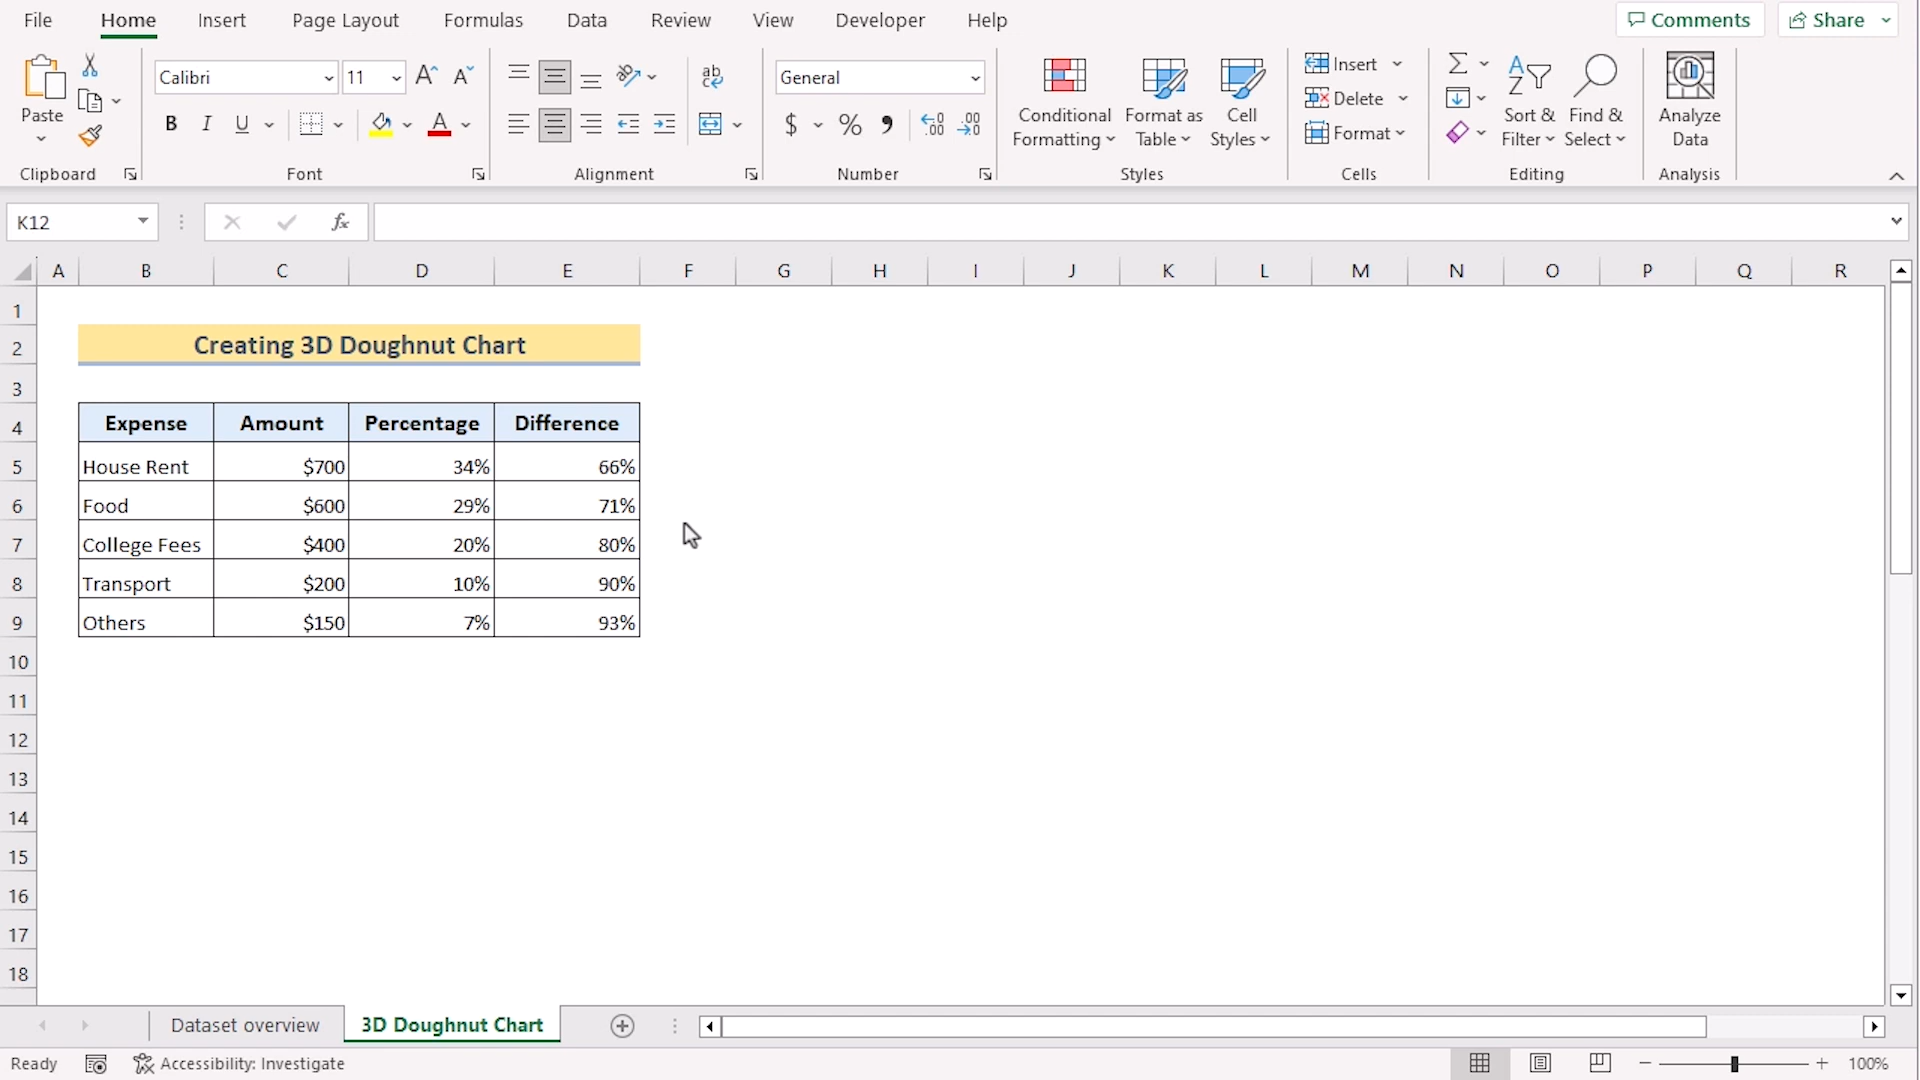 File Home Insert Page Layout Formulas Data Review View Developer Help Comments Share
Calibri 11 General
Paste
B I U $ % 9
Conditional Formatting
Format as Table
Cell Styles
Insert
Delete
Format
Sort & Filter
Find & Select
Analyze Data
Clipboard Font Alignment Number Styles Cells Editing Analysis
K12 fx
A B C D E F G H I J K L M N O P Q R
1
2 Creating 3D Doughnut Chart
3
4 Expense Amount Percentage Difference
5 House Rent $700 34% 66%
6 Food $600 29% 71%
7 College Fees $400 20% 80%
8 Transport $200 10% 90%
9 Others $150 7% 93%
10
11
12
13
14
15
16
17
18
Dataset overview 3D Doughnut Chart
Ready Accessibility: Investigate 100%